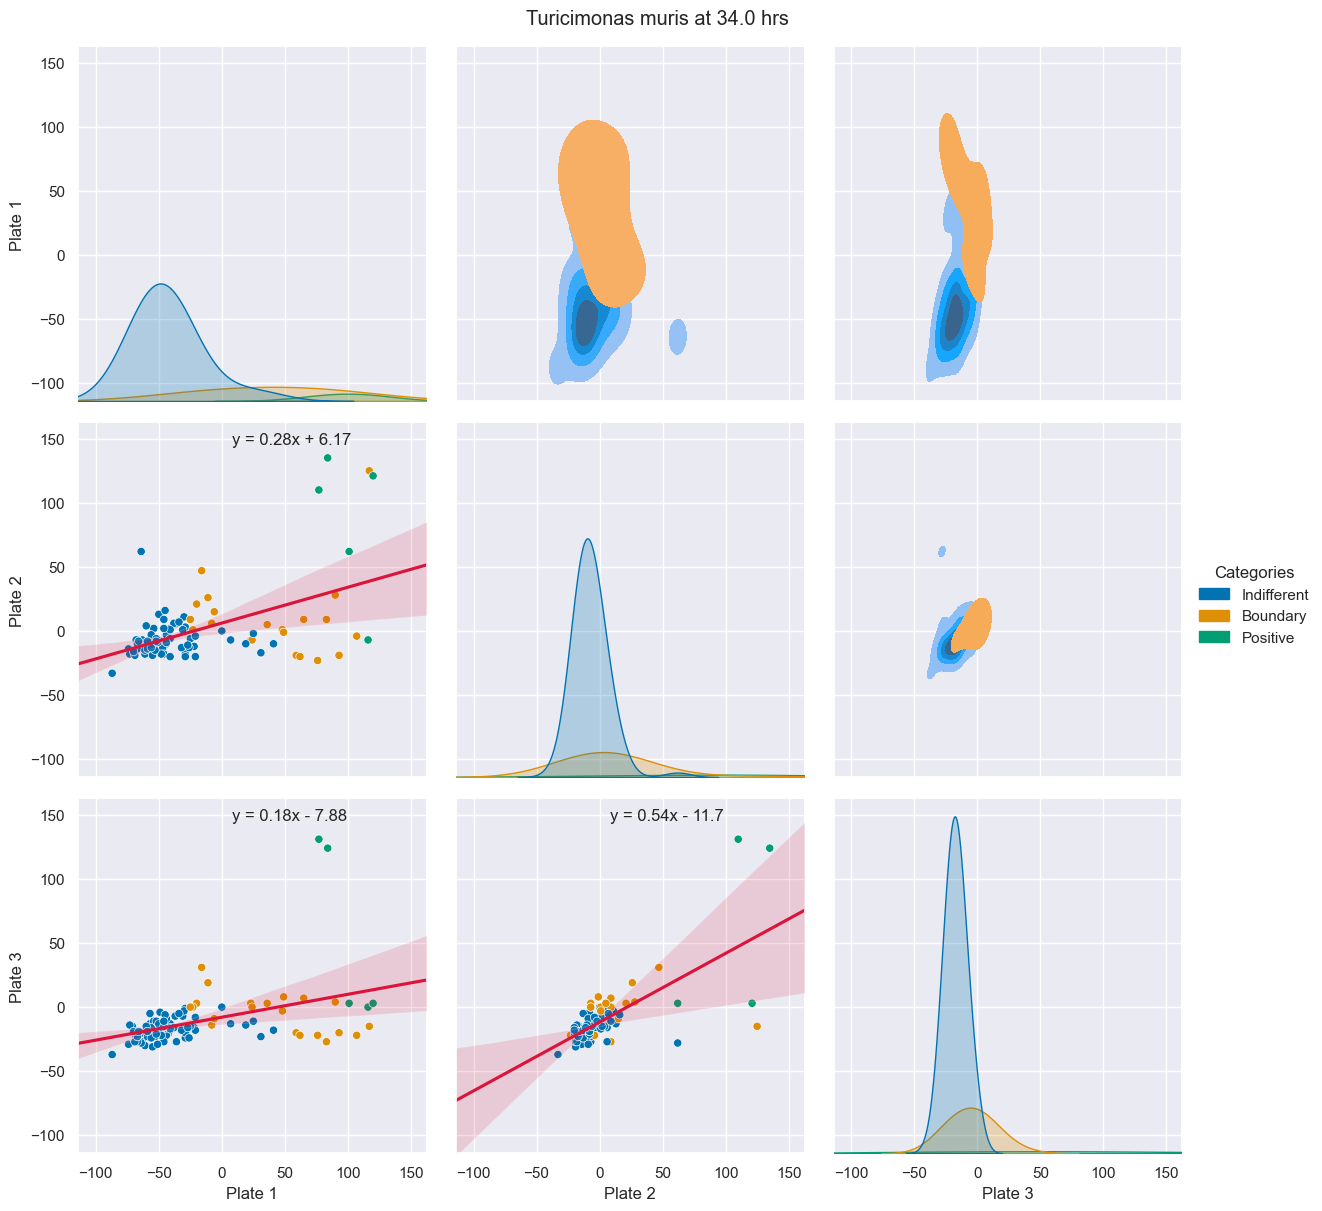 Turicimonas muris at 34.0 hrs
150
100
50
0
−50
−100
Plate 1
y = 0.28x + 6.17
150
100
50
0
−50
−100
Plate 2
Categories
Indifferent
Boundary
Positive
y = 0.18x - 7.88
y = 0.54x - 11.7
150
100
50
0
−50
−100
Plate 3
−100 −50 0 50 100 150
−100 −50 0 50 100 150
−100 −50 0 50 100 150
Plate 1
Plate 2
Plate 3